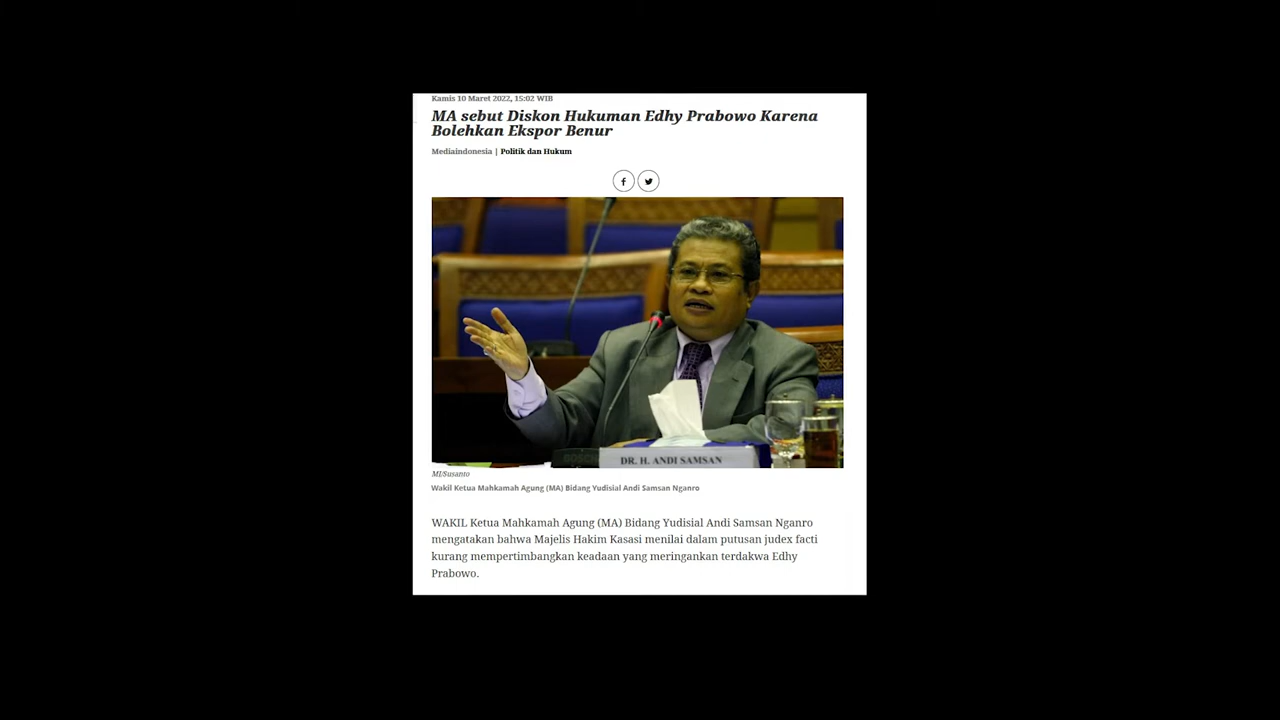 Kamis 10 Maret 2022, 15:02 WIB
MA sebut Diskon Hukuman Edhy Prabowo Karena
Bolehkan Ekspor Benur
Mediaindonesia | Politik dan Hukum
BOSCH
DR. H. ANDI SAMSAN
MI/Susanto
Wakil Ketua Mahkamah Agung (MA) Bidang Yudisial Andi Samsan Nganro
WAKIL Ketua Mahkamah Agung (MA) Bidang Yudisial Andi Samsan Nganro
mengatakan bahwa Majelis Hakim Kasasi menilai dalam putusan judex facti
kurang mempertimbangkan keadaan yang meringankan terdakwa Edhy
Prabowo.